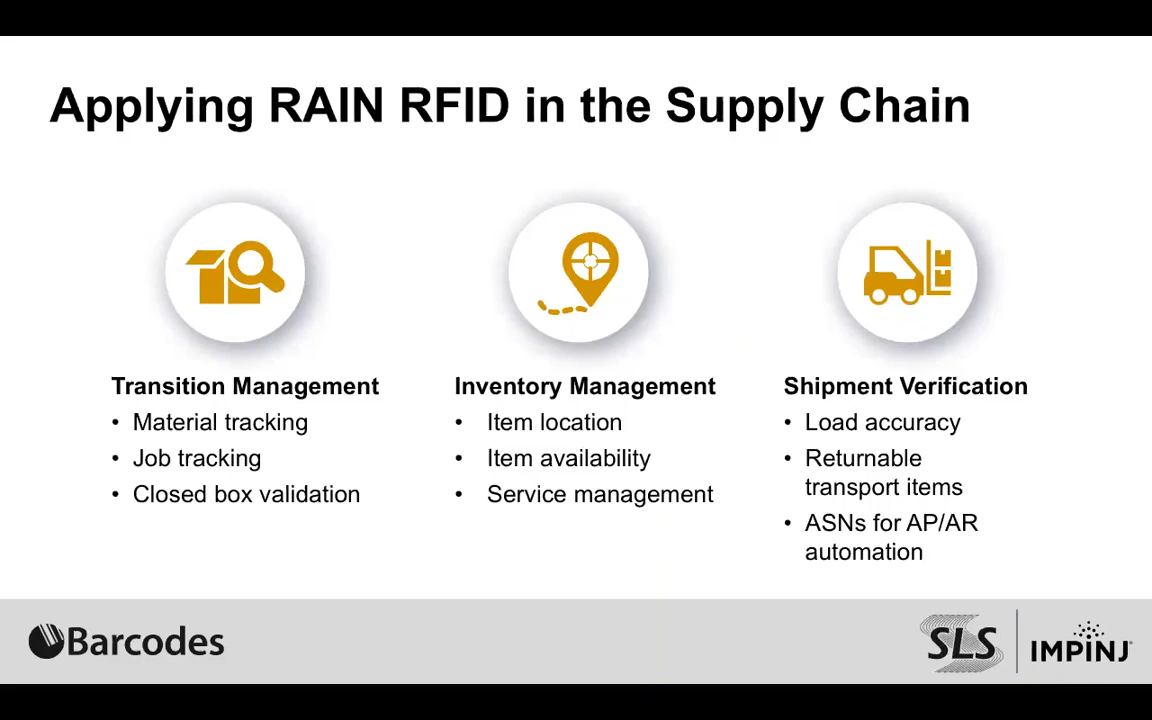 Applying RAIN RFID in the Supply Chain
Transition Management
• Material tracking
• Job tracking
• Closed box validation
Inventory Management
• Item location
• Item availability
• Service management
Shipment Verification
• Load accuracy
• Returnable
transport items
• ASNs for AP/AR
automation
Barcodes
SLS
IMPINJ